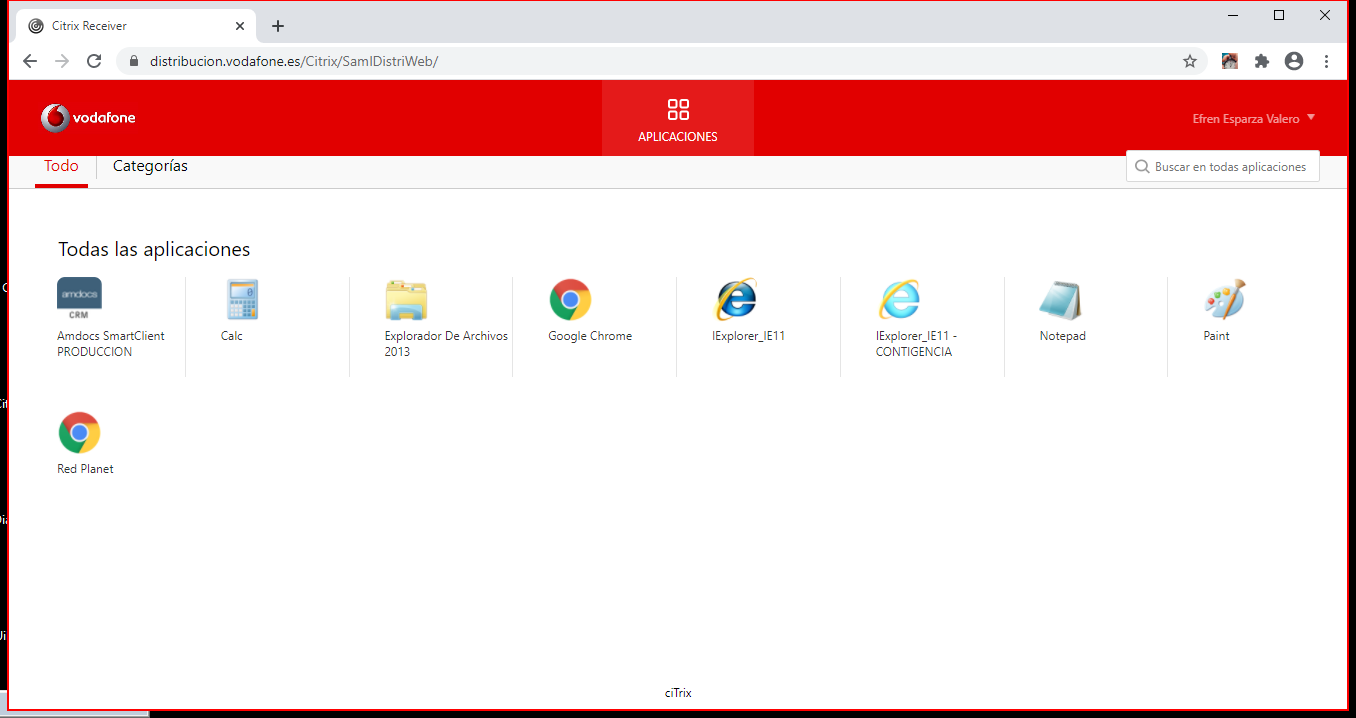 Citrix Receiver
distribucion.vodafone.es/Citrix/SamlDistriWeb/
vodafone
APLICACIONES
Efren Esparza Valero
Todo
Categorías
Buscar en todas aplicaciones
Todas las aplicaciones
amdocs
CRM
Amdocs SmartClient
PRODUCCION
Calc
Explorador De Archivos
2013
Google Chrome
IExplorer_IE11
IExplorer_IE11 -
CONTIGENCIA
Notepad
Paint
Red Planet
ciTrix